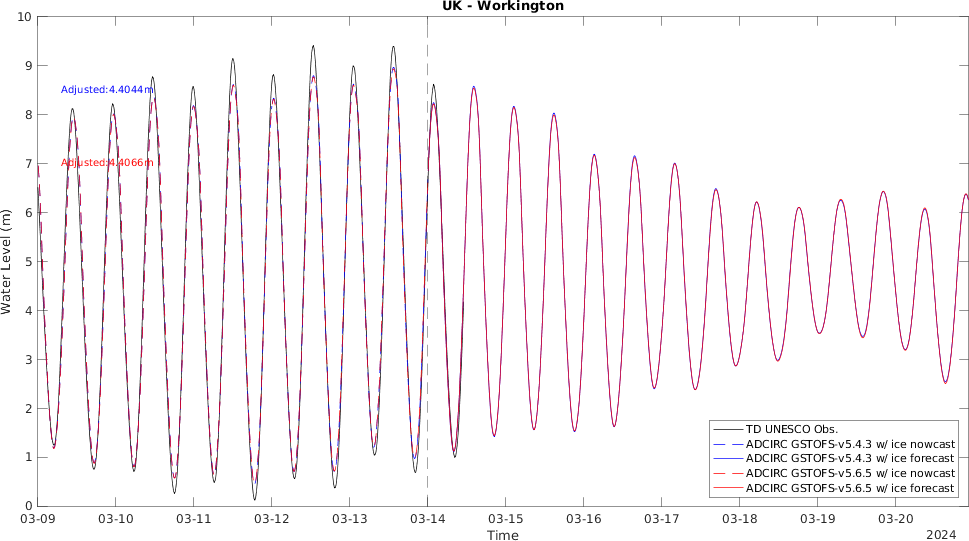 UK - Workington
10
9
8
7
6
5
4
3
2
1
0
Water Level (m)
Adjusted:4.4044m
Adjusted:4.4066m
TD UNESCO Obs.
ADCIRC GSTOFS-v5.4.3 w/ ice nowcast
ADCIRC GSTOFS-v5.4.3 w/ ice forecast
ADCIRC GSTOFS-v5.6.5 w/ ice nowcast
ADCIRC GSTOFS-v5.6.5 w/ ice forecast
03-09 03-10 03-11 03-12 03-13 03-14 03-15 03-16 03-17 03-18 03-19 03-20
Time
2024